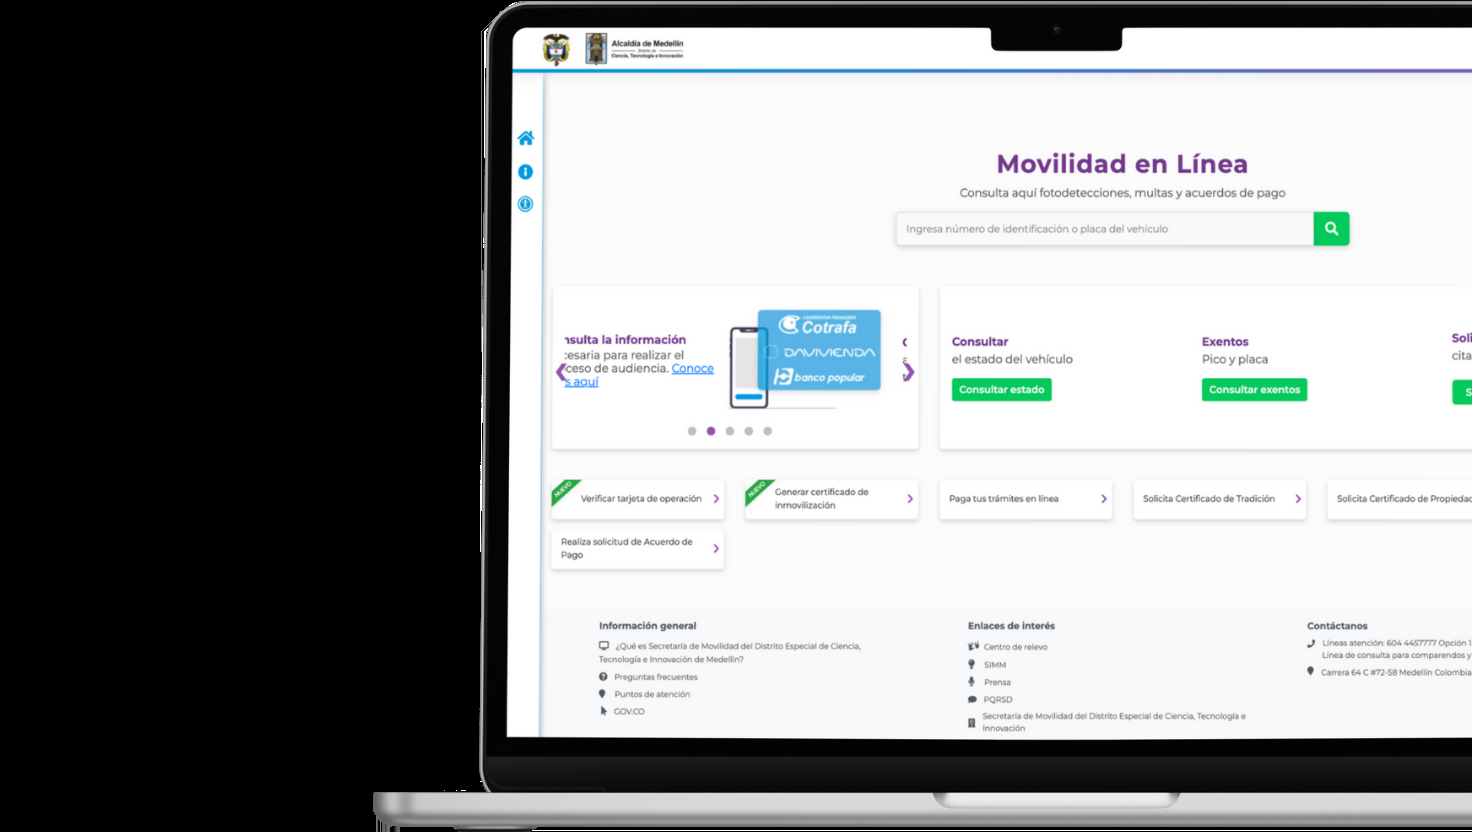 Alcaldía de Medellín
Distrito de
Ciencia, Tecnología e Innovación
Movilidad en Línea
Consulta aquí fotodetecciones, multas y acuerdos de pago
Ingresa número de identificación o placa del vehículo
nsulta la información
cesaria para realizar el
ceso de audiencia. Conoce
s aquí
COOPERATIVA FINANCIERA
Cotrafa
DAVIVIENDA
banco popular
Consultar
el estado del vehículo
Consultar estado
Exentos
Pico y placa
Consultar exentos
Soli
cita
S
NUEVO
Verificar tarjeta de operación
NUEVO
Generar certificado de
inmovilización
Paga tus trámites en línea
Solicita Certificado de Tradición
Solicita Certificado de Propiedad
Realiza solicitud de Acuerdo de
Pago
Información general
¿Qué es Secretaría de Movilidad del Distrito Especial de Ciencia,
Tecnología e Innovación de Medellín?
Preguntas frecuentes
Puntos de atención
GOV.CO
Enlaces de interés
Centro de relevo
SIMM
Prensa
PQRSD
Secretaría de Movilidad del Distrito Especial de Ciencia, Tecnología e
Innovación
Contáctanos
Líneas atención: 604 4457777 Opción 1
Línea de consulta para comparendos y
Carrera 64 C #72-58 Medellín Colombia